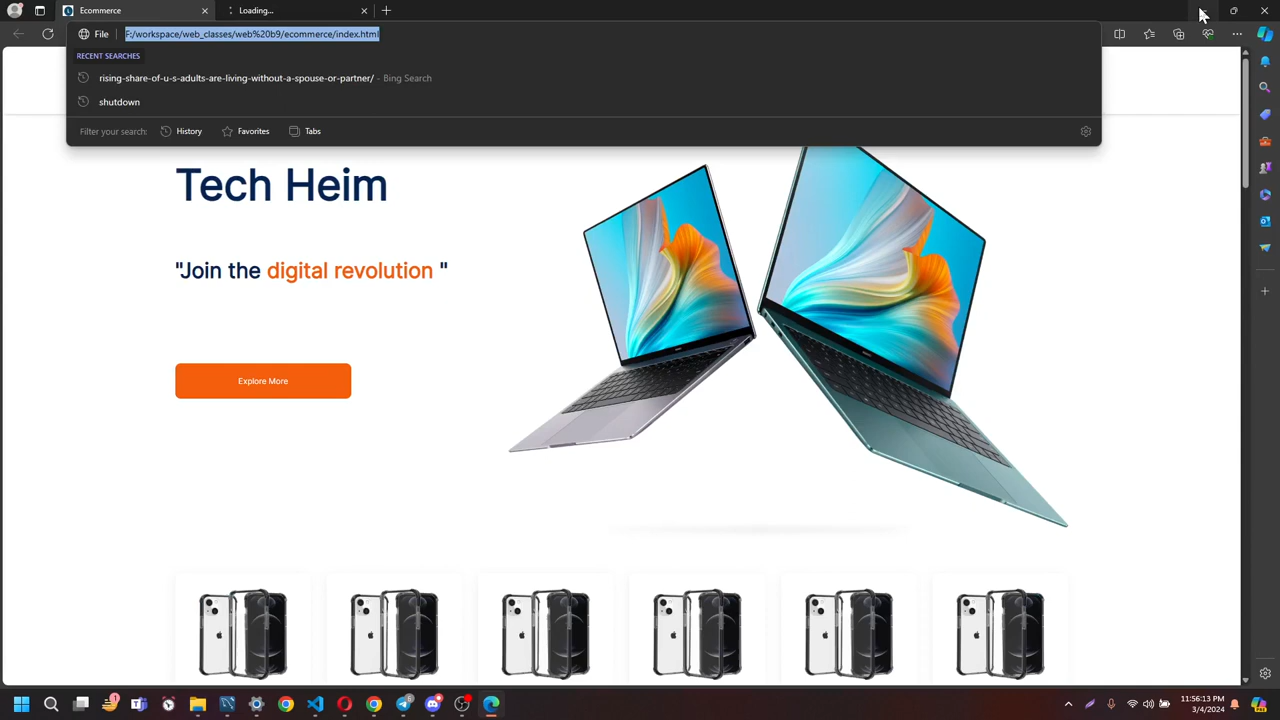 Ecommerce
Loading...
File
F:/workspace/web_classes/web%20b9/ecommerce/index.html
RECENT SEARCHES
rising-share-of-u-s-adults-are-living-without-a-spouse-or-partner/ - Bing Search
shutdown
Filter your search:
History
Favorites
Tabs
Tech Heim
"Join the digital revolution "
Explore More
11:56:13 PM
3/4/2024